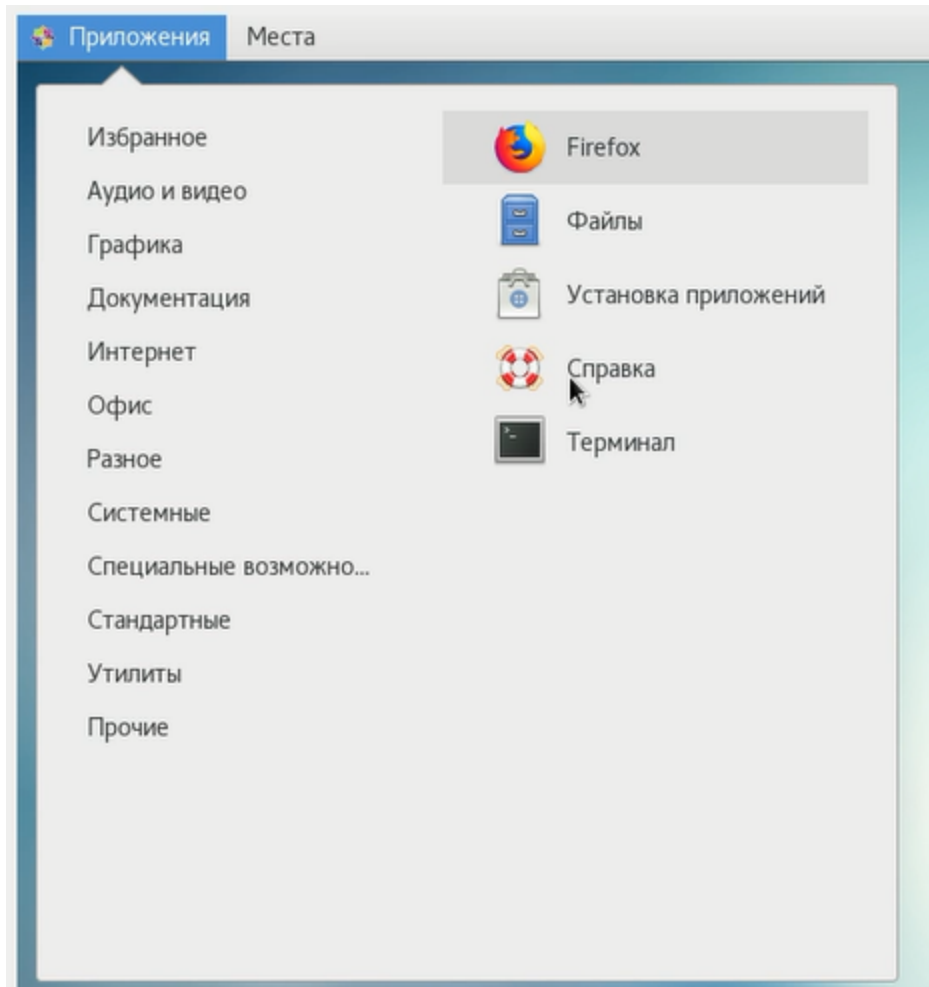 Приложения Места
Избранное
Аудио и видео
Графика
Документация
Интернет
Офис
Разное
Системные
Специальные возможно...
Стандартные
Утилиты
Прочие
Firefox
Файлы
Установка приложений
Справка
Терминал